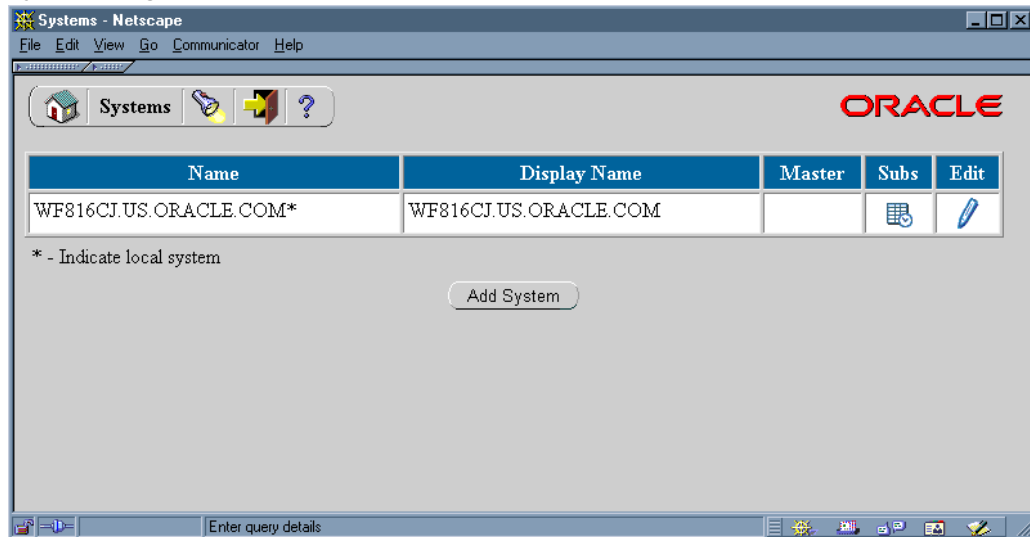 Systems - Netscape
File Edit View Go Communicator Help
Systems ?
ORACLE
Name Display Name Master Subs Edit
WF816CJ.US.ORACLE.COM* WF816CJ.US.ORACLE.COM
* - Indicate local system
Add System
Enter query details